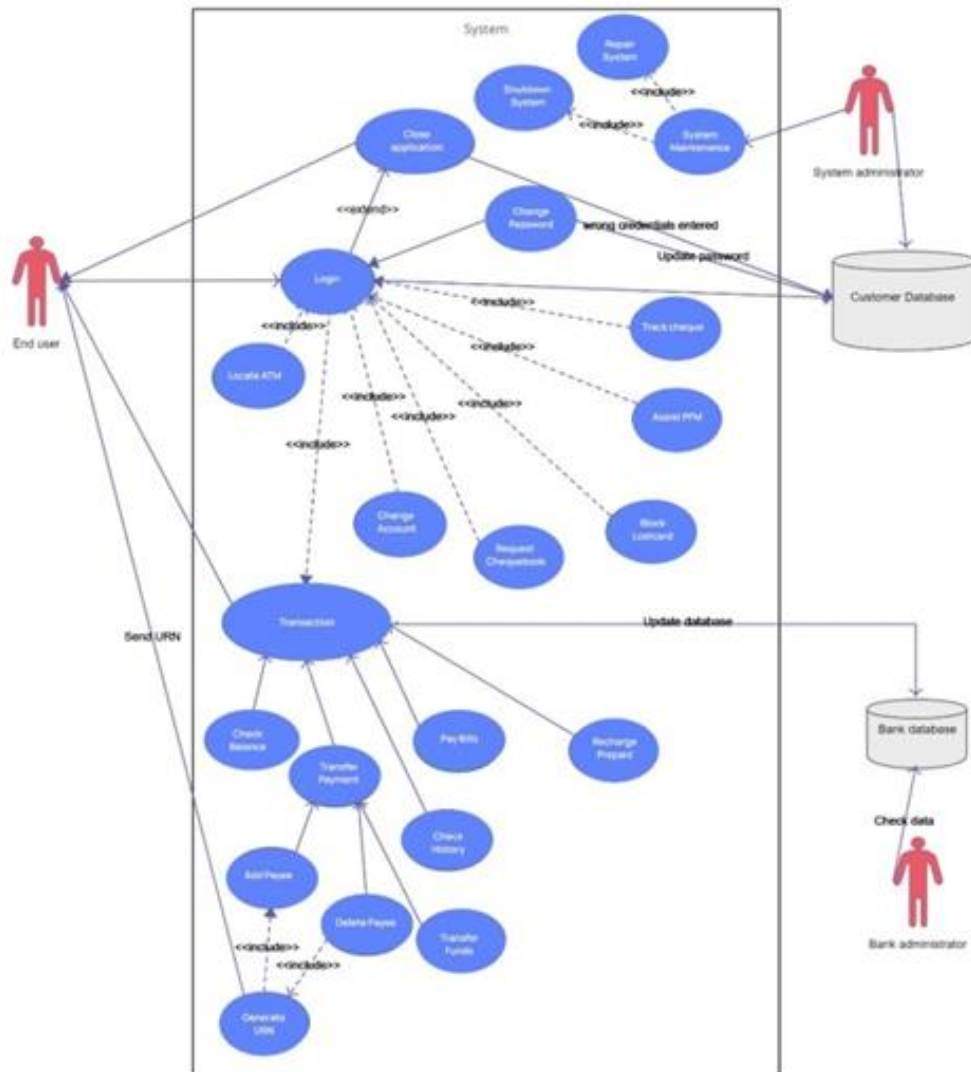 System
Repair
System
Shutdown
System
<<include>>
<<include>>
System
Maintenance
System administrator
Close
application
<<extend>>
Change
Password
wrong credentials entered
Update password
Customer Database
End user
Login
<<include>>
Track cheque
<<include>>
Locate ATM
<<include>>
Assist PFM
<<include>>
<<include>>
<<include>>
<<include>>
Change
Account
Request
Chequebook
Block
Lostcard
Transaction
Update database
Send URN
Check
Balance
Pay Bills
Recharge
Prepaid
Bank database
Transfer
Payment
Check
History
Check data
Add Payee
Delete Payee
Transfer
Funds
Bank administrator
<<include>>
<<include>>
Generate
URN